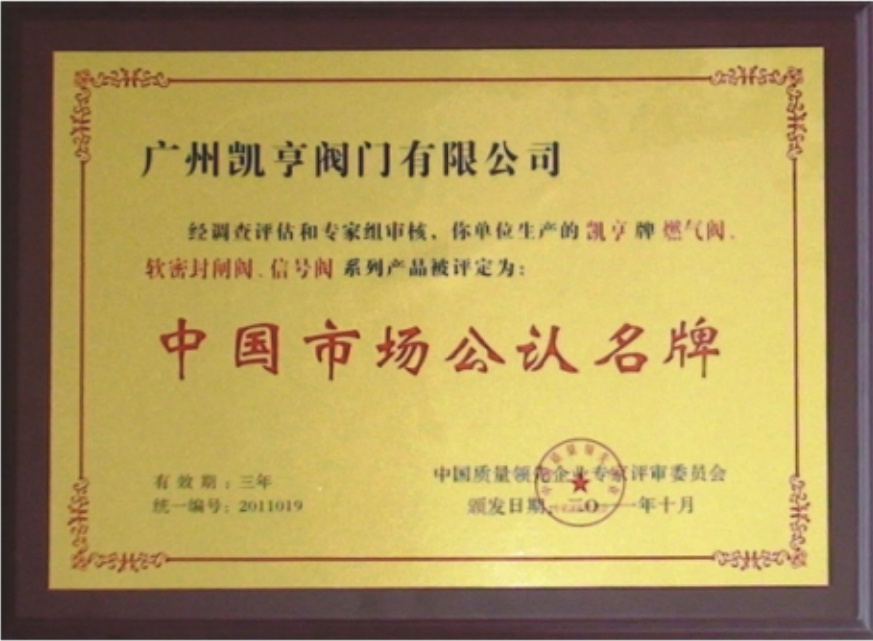 广州凯亨阀门有限公司
经调查评估和专家组审核，你单位生产的 凯亨 牌 燃气阀、
软密封闸阀、信号阀 系列产品被评定为：
中国市场公认名牌
有效期：三年
统一编号：2011019
中国质量领先企业专家评审委员会
颁发日期：二〇一一年十月